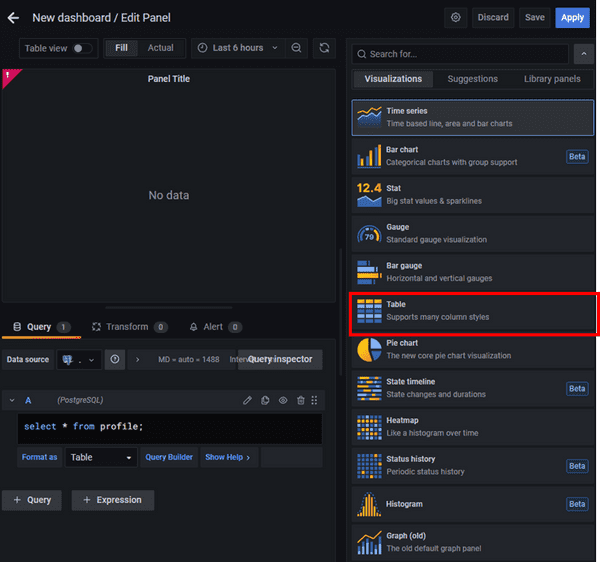 New dashboard / Edit Panel
Discard
Save
Apply
Table view
Fill
Actual
Last 6 hours
Panel Title
No data
Search for...
Visualizations
Suggestions
Library panels
Time series
Time based line, area and bar charts
Bar chart
Categorical charts with group support
Beta
12.4
Stat
Big stat values & sparklines
79
Gauge
Standard gauge visualization
Bar gauge
Horizontal and vertical gauges
Table
Supports many column styles
Pie chart
The new core pie chart visualization
State timeline
State changes and durations
Beta
Heatmap
Like a histogram over time
Status history
Periodic status history
Beta
Histogram
Beta
Graph (old)
The old default graph panel
Query 1
Transform 0
Alert 0
Data source
MD = auto = 1488
Query inspector
A
(PostgreSQL)
select * from profile;
Format as
Table
Query Builder
Show Help >
+ Query
+ Expression